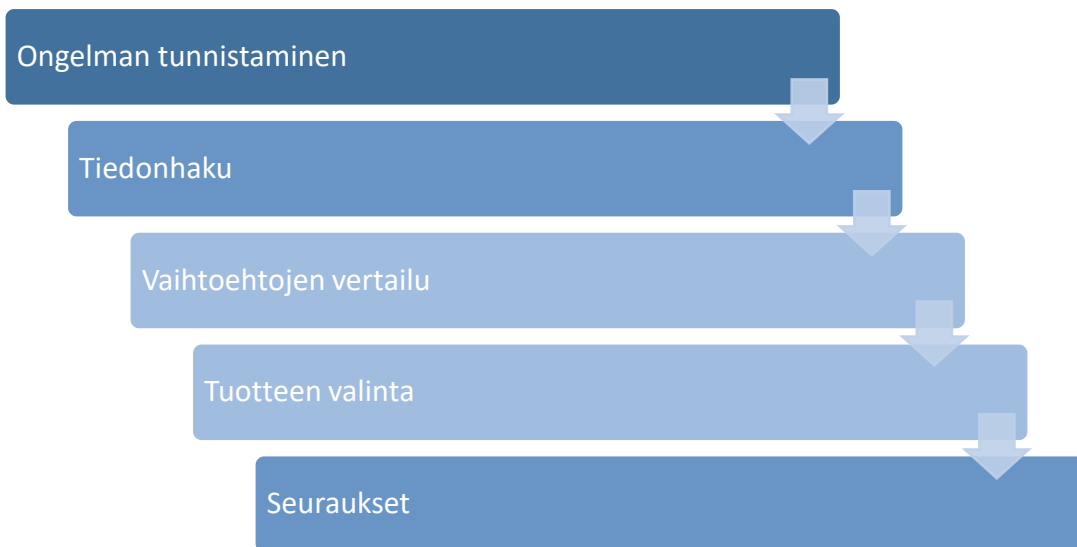 Ongelman tunnistaminen
Tiedonhaku
Vaihtoehtojen vertailu
Tuotteen valinta
Seuraukset